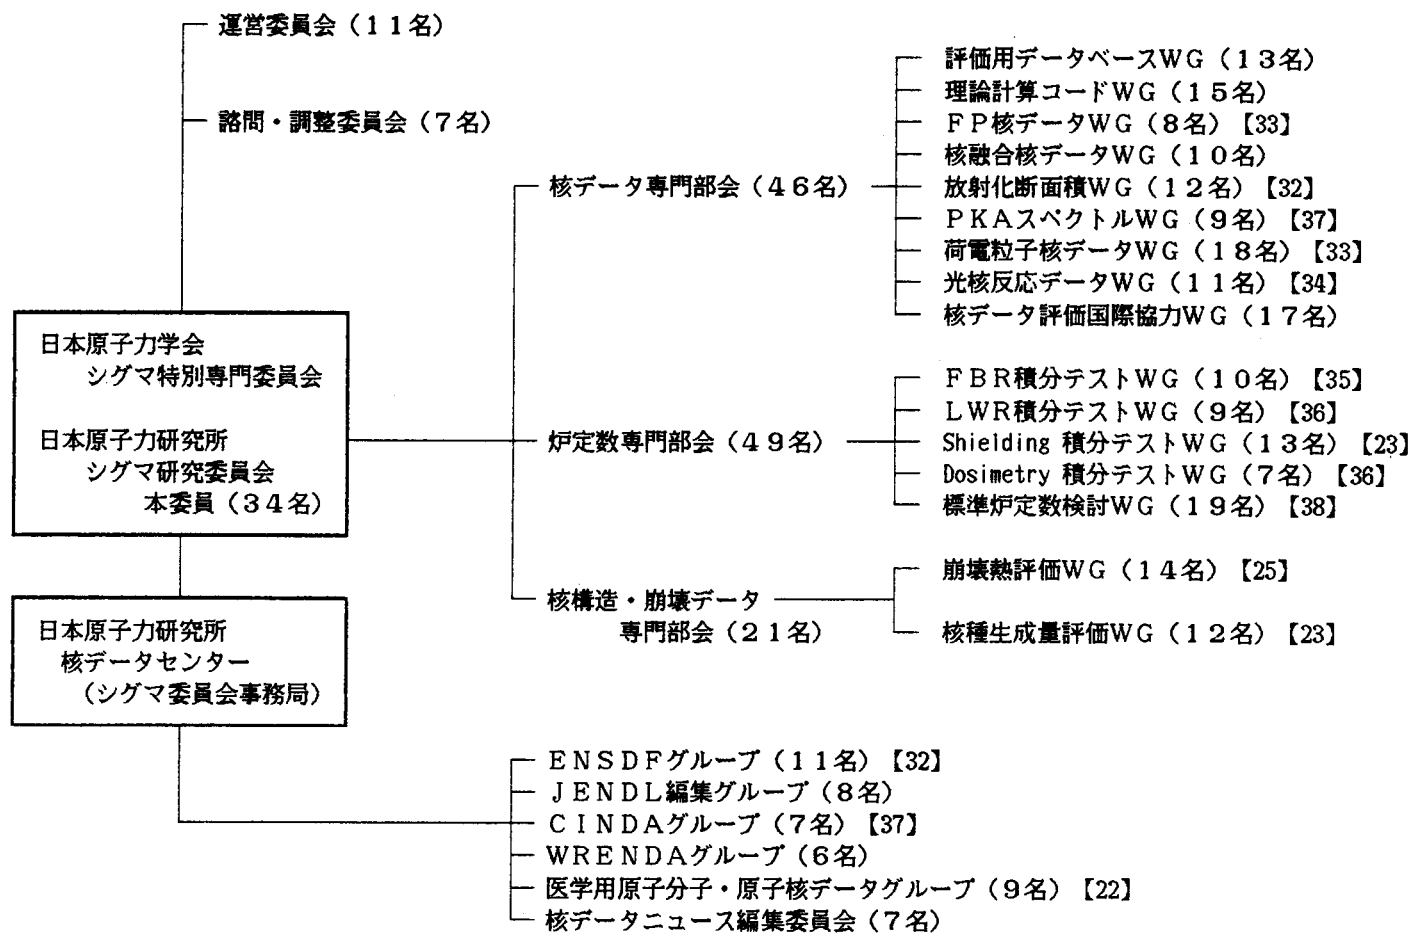 運営委員会（１１名）
諮問・調整委員会（７名）
日本原子力学会
シグマ特別専門委員会
日本原子力研究所
シグマ研究委員会
本委員（３４名）
日本原子力研究所
核データセンター
（シグマ委員会事務局）
核データ専門部会（４６名）
評価用データベースＷＧ（１３名）
理論計算コードＷＧ（１５名）
ＦＰ核データＷＧ（８名）【33】
核融合核データＷＧ（１０名）
放射化断面積ＷＧ（１２名）【32】
ＰＫＡスペクトルＷＧ（９名）【37】
荷電粒子核データＷＧ（１８名）【33】
光核反応データＷＧ（１１名）【34】
核データ評価国際協力ＷＧ（１７名）
炉定数専門部会（４９名）
ＦＢＲ積分テストＷＧ（１０名）【35】
ＬＷＲ積分テストＷＧ（９名）【36】
Shielding 積分テストＷＧ（１３名）【23】
Dosimetry 積分テストＷＧ（７名）【36】
標準炉定数検討ＷＧ（１９名）【38】
核構造・崩壊データ
専門部会（２１名）
崩壊熱評価ＷＧ（１４名）【25】
核種生成量評価ＷＧ（１２名）【23】
ＥＮＳＤＦグループ（１１名）【32】
ＪＥＮＤＬ編集グループ（８名）
ＣＩＮＤＡグループ（７名）【37】
ＷＲＥＮＤＡグループ（６名）
医学用原子分子・原子核データグループ（９名）【22】
核データニュース編集委員会（７名）